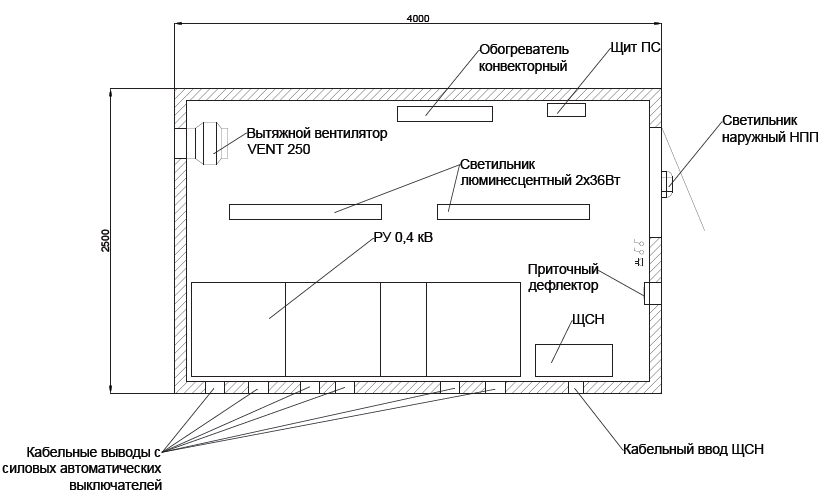 4000
Обогреватель
конвекторный
Щит ПС
Светильник
наружный НПП
Вытяжной вентилятор
VENT 250
Светильник
люминесцентный 2х36Вт
2500
РУ 0,4 кВ
Приточный
дефлектор
ЩСН
Кабельные выводы с
силовых автоматических
выключателей
Кабельный ввод ЩСН